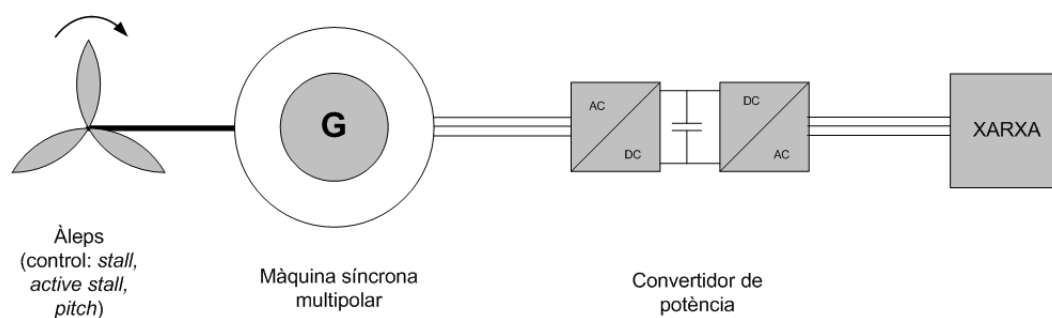 G
AC
DC
DC
AC
XARXA
Àleps
(control: stall,
active stall,
pitch)
Màquina síncrona
multipolar
Convertidor de
potència